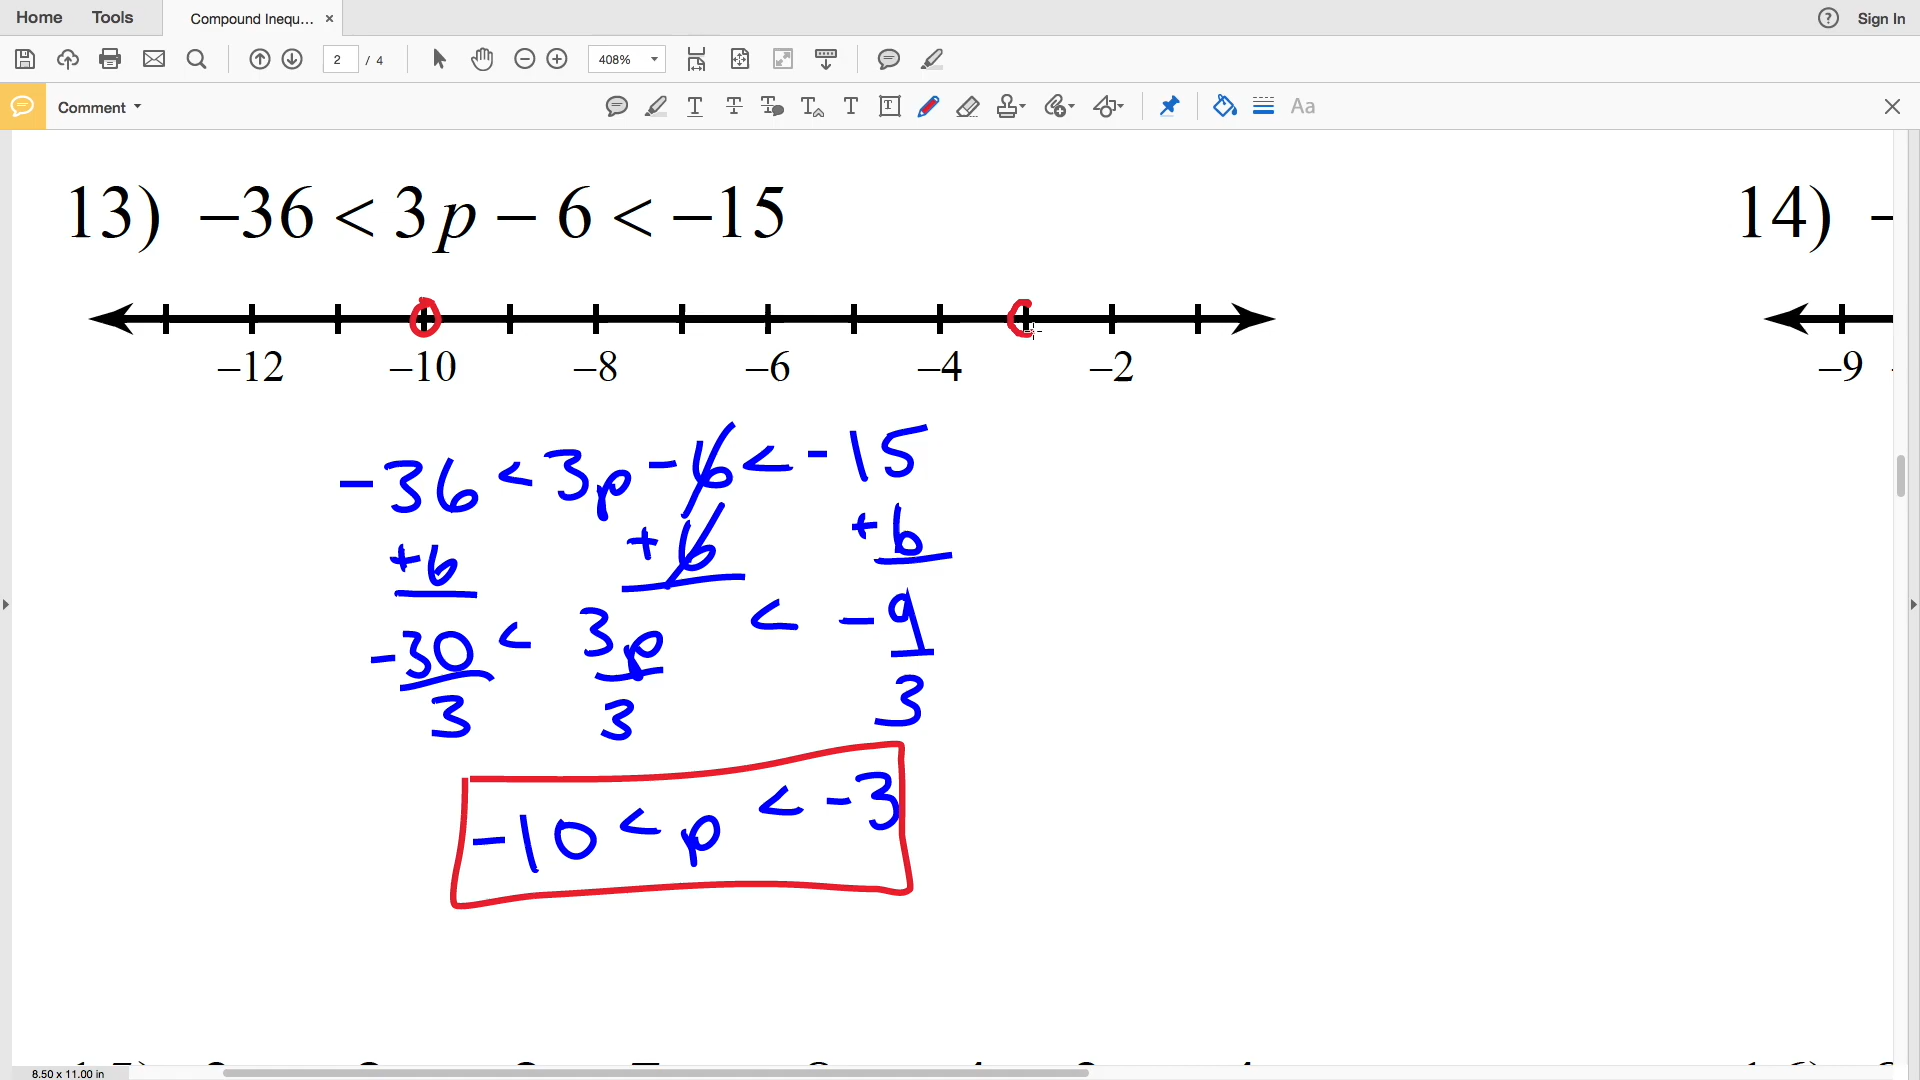 Home Tools Compound Inequ... × ? Sign In
2 / 4 408%
Comment Aa
13) −36 < 3p − 6 < −15
14) −
−12 −10 −8 −6 −4 −2
−9
-36 < 3p - 6 < -15
+6 +6 +6
-30 < 3p < -9
3 3 3
-10 < p < -3
8.50 x 11.00 in